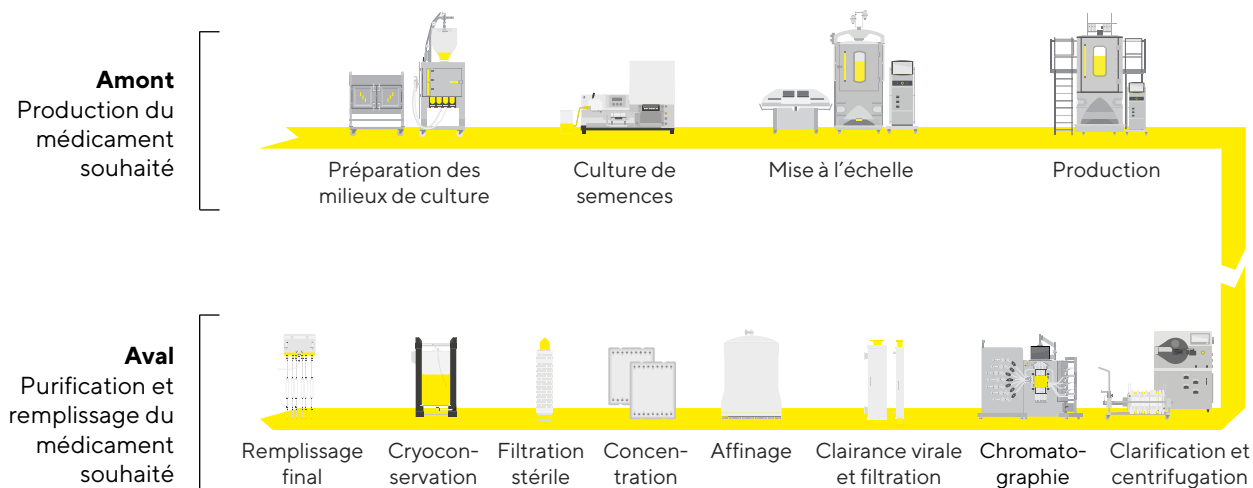 Amont
Production du
médicament
souhaité
Préparation des
milieux de culture
Culture de
semences
Mise à l'échelle
Production
Aval
Purification et
remplissage du
médicament
souhaité
Remplissage
final
Cryocon-
servation
Filtration
stérile
Concen-
tration
Affinage
Clairance virale
et filtration
Chromato-
graphie
Clarification et
centrifugation